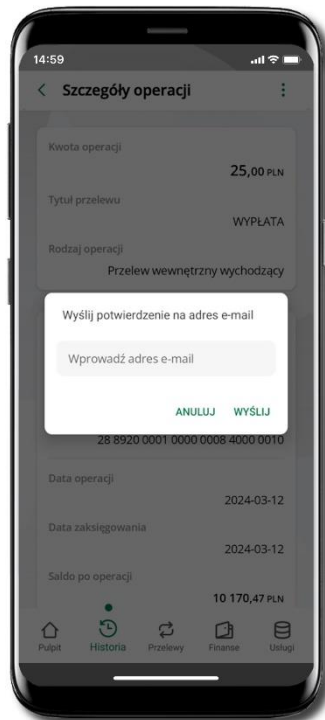 14:59
Szczegóły operacji
Kwota operacji
25,00 PLN
Tytuł przelewu
WYPŁATA
Rodzaj operacji
Przelew wewnętrzny wychodzący
Wyślij potwierdzenie na adres e-mail
Wprowadź adres e-mail
ANULUJ WYŚLIJ
28 8920 0001 0000 0008 4000 0010
Data operacji
2024-03-12
Data zaksięgowania
2024-03-12
Saldo po operacji
10 170,47 PLN
Pulpit Historia Przelewy Finanse Usługi